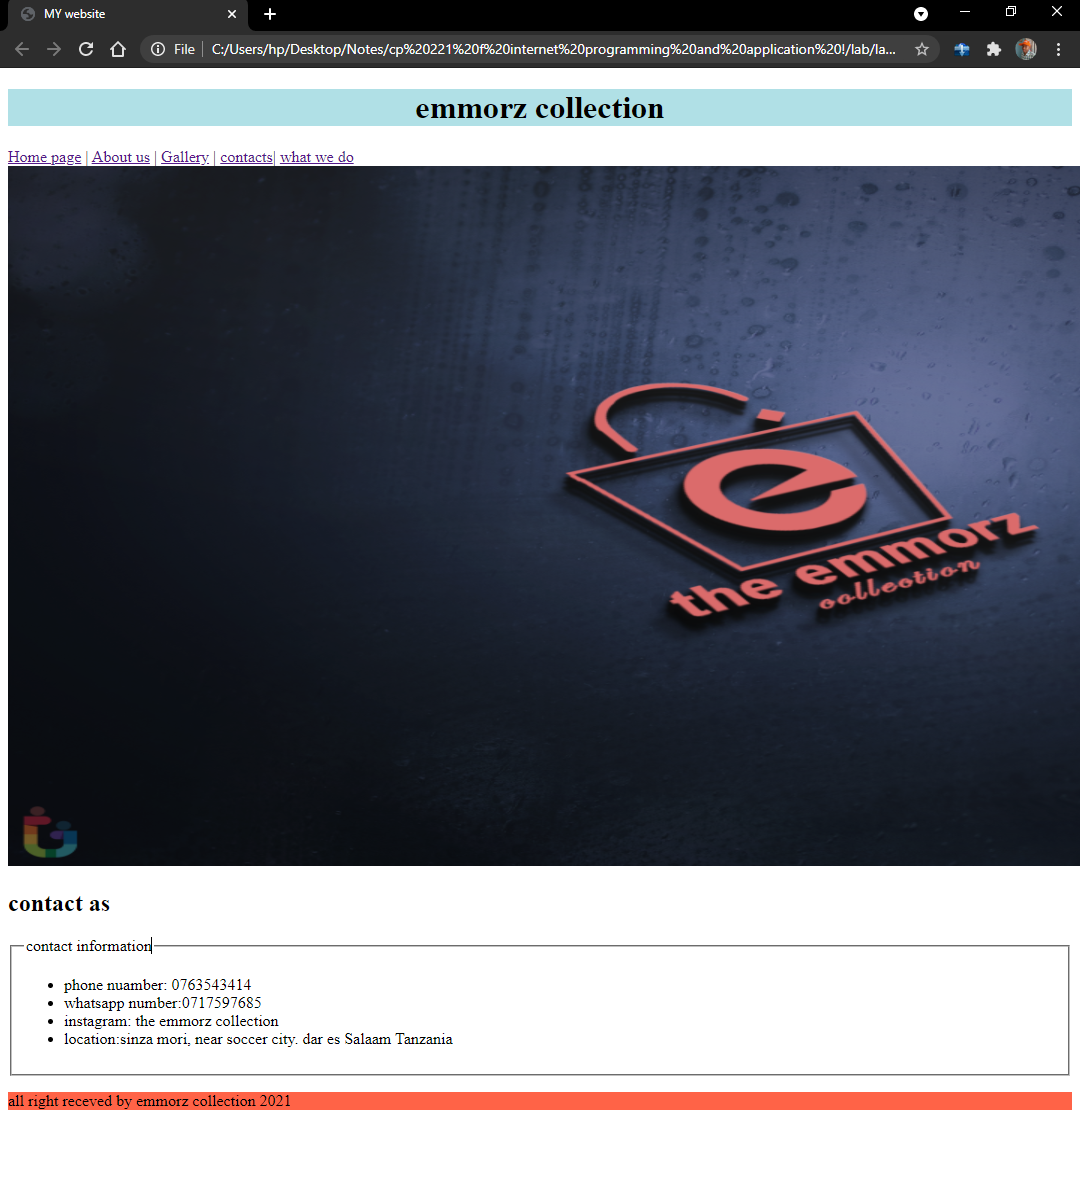 MY website
File
C:/Users/hp/Desktop/Notes/cp%20221%20f%20internet%20programming%20and%20application%20!/lab/la...
emmorz collection
Home page | About us | Gallery | contacts| what we do
e
the emmorz
collection
contact as
contact information
phone nuamber: 0763543414
whatsapp number:0717597685
instagram: the emmorz collection
location:sinza mori, near soccer city. dar es Salaam Tanzania
all right receved by emmorz collection 2021